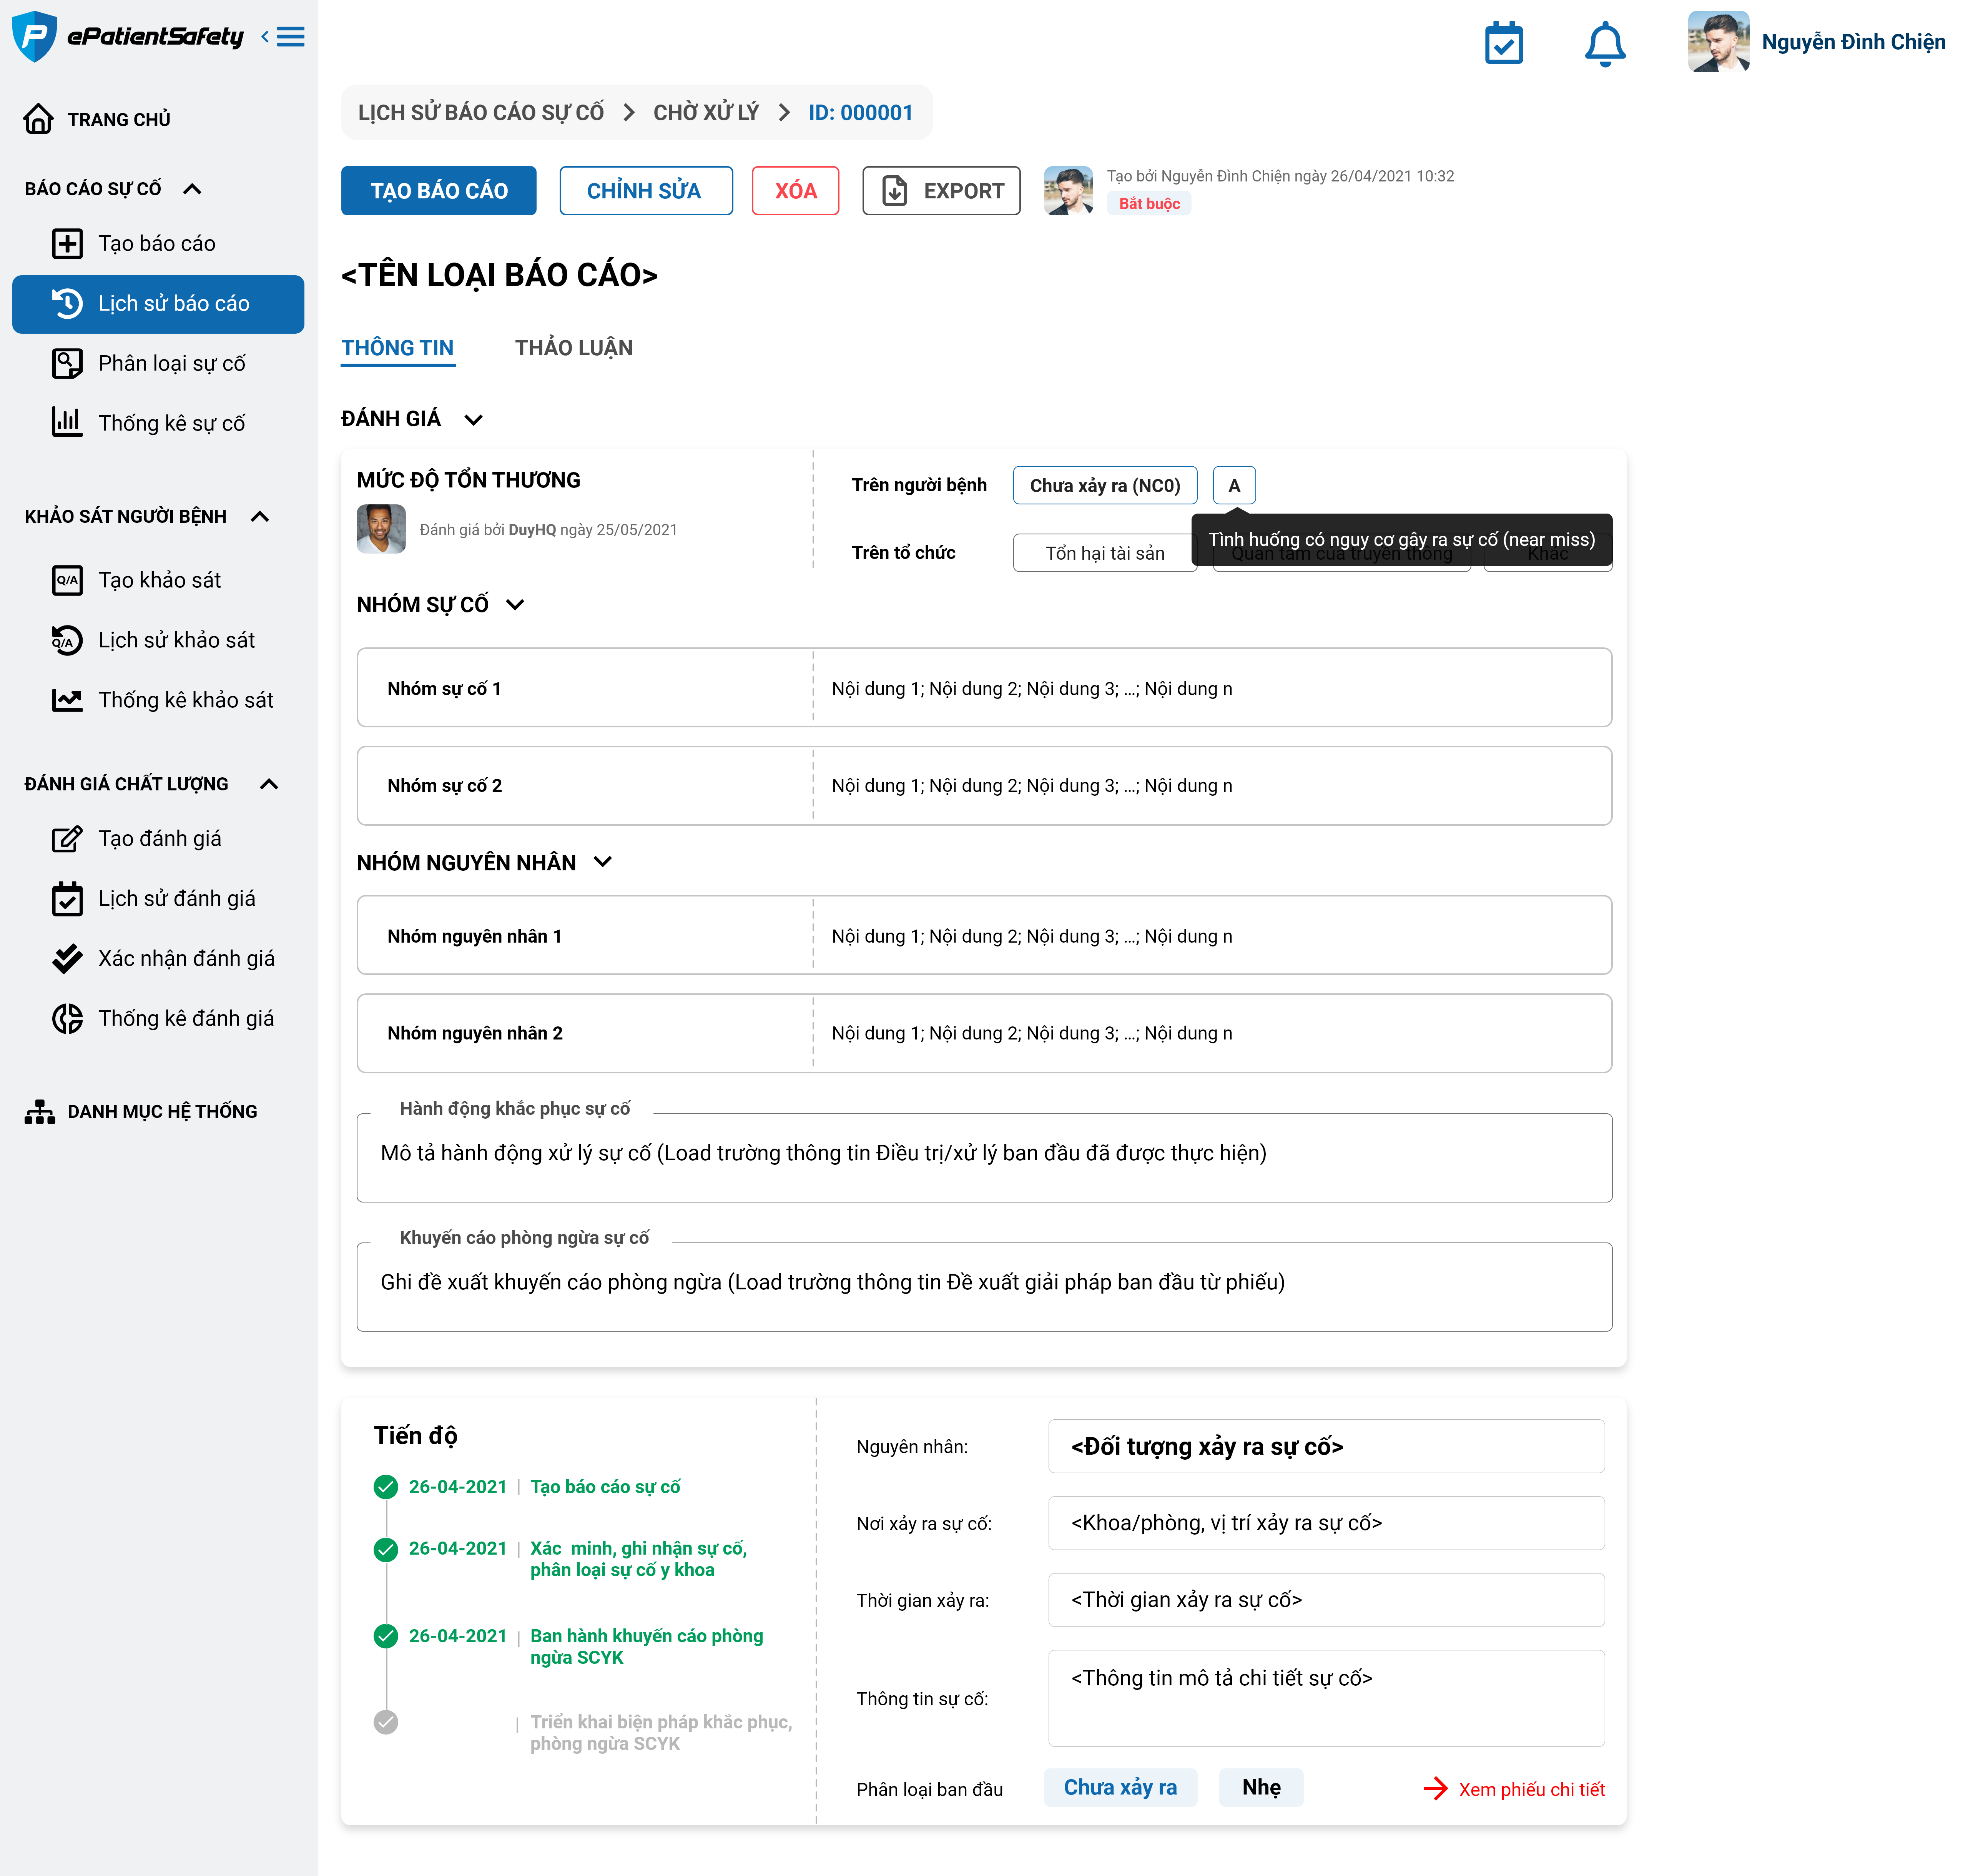 ePatientSafety
Nguyễn Đình Chiện
TRANG CHỦ
BÁO CÁO SỰ CỐ
Tạo báo cáo
Lịch sử báo cáo
Phân loại sự cố
Thống kê sự cố
KHẢO SÁT NGƯỜI BỆNH
Q/A Tạo khảo sát
Q/A Lịch sử khảo sát
Thống kê khảo sát
ĐÁNH GIÁ CHẤT LƯỢNG
Tạo đánh giá
Lịch sử đánh giá
Xác nhận đánh giá
Thống kê đánh giá
DANH MỤC HỆ THỐNG
LỊCH SỬ BÁO CÁO SỰ CỐ > CHỜ XỬ LÝ > ID: 000001
TẠO BÁO CÁO CHỈNH SỬA XÓA EXPORT
Tạo bởi Nguyễn Đình Chiện ngày 26/04/2021 10:32
Bắt buộc
<TÊN LOẠI BÁO CÁO>
THÔNG TIN THẢO LUẬN
ĐÁNH GIÁ
MỨC ĐỘ TỔN THƯƠNG
Đánh giá bởi DuyHQ ngày 25/05/2021
Trên người bệnh Chưa xảy ra (NC0) A
Tình huống có nguy cơ gây ra sự cố (near miss)
Trên tổ chức Tổn hại tài sản Quan tâm của truyền thông Khác
NHÓM SỰ CỐ
Nhóm sự cố 1 Nội dung 1; Nội dung 2; Nội dung 3; ...; Nội dung n
Nhóm sự cố 2 Nội dung 1; Nội dung 2; Nội dung 3; ...; Nội dung n
NHÓM NGUYÊN NHÂN
Nhóm nguyên nhân 1 Nội dung 1; Nội dung 2; Nội dung 3; ...; Nội dung n
Nhóm nguyên nhân 2 Nội dung 1; Nội dung 2; Nội dung 3; ...; Nội dung n
Hành động khắc phục sự cố
Mô tả hành động xử lý sự cố (Load trường thông tin Điều trị/xử lý ban đầu đã được thực hiện)
Khuyến cáo phòng ngừa sự cố
Ghi đề xuất khuyến cáo phòng ngừa (Load trường thông tin Đề xuất giải pháp ban đầu từ phiếu)
Tiến độ
26-04-2021 | Tạo báo cáo sự cố
26-04-2021 | Xác minh, ghi nhận sự cố,
phân loại sự cố y khoa
26-04-2021 | Ban hành khuyến cáo phòng
ngừa SCYK
| Triển khai biện pháp khắc phục,
phòng ngừa SCYK
Nguyên nhân: <Đối tượng xảy ra sự cố>
Nơi xảy ra sự cố: <Khoa/phòng, vị trí xảy ra sự cố>
Thời gian xảy ra: <Thời gian xảy ra sự cố>
Thông tin sự cố: <Thông tin mô tả chi tiết sự cố>
Phân loại ban đầu Chưa xảy ra Nhẹ Xem phiếu chi tiết